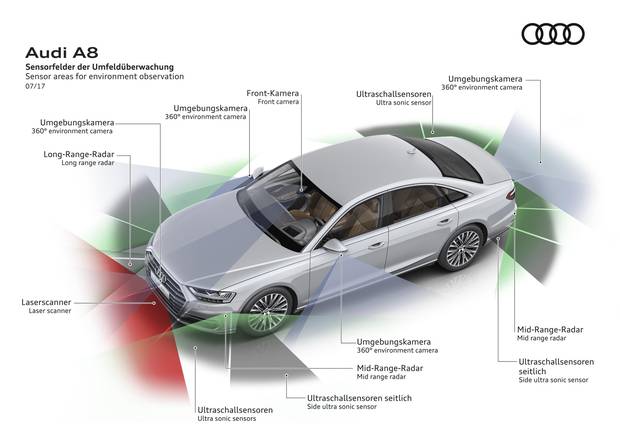 Audi A8
Sensorfelder der Umfeldüberwachung
Sensor areas for environment observation
07/17
Umgebungskamera
360° environment camera
Front-Kamera
Front camera
Ultraschallsensoren
Ultra sonic sensor
Umgebungskamera
360° environment camera
Umgebungskamera
360° environment camera
Long-Range-Radar
Long range radar
Laserscanner
Laser scanner
Umgebungskamera
360° environment camera
Mid-Range-Radar
Mid range radar
Mid-Range-Radar
Mid range radar
Ultraschallsensoren
seitlich
Side ultra sonic sensor
Ultraschallsensoren seitlich
Side ultra sonic sensor
Ultraschallsensoren
Ultra sonic sensors